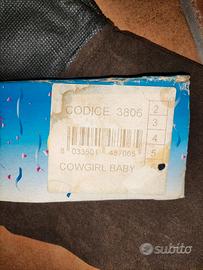 CODICE 3806
2
3
4
5
8 033501 487065
COWGIRL BABY
subito